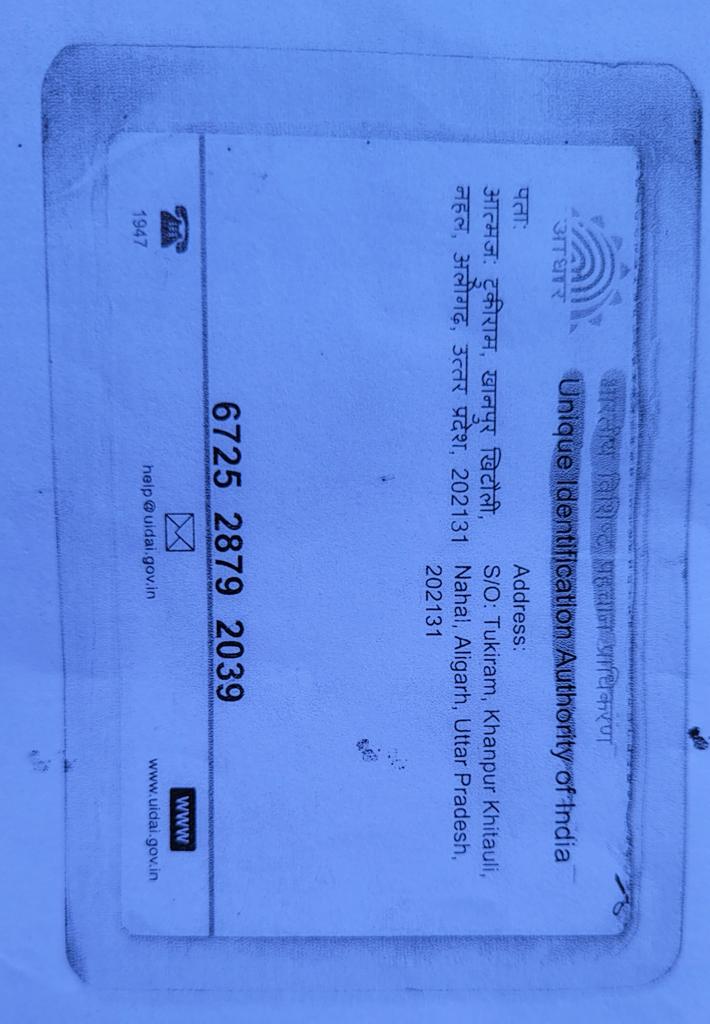 आधार
भारतीय विशिष्ट पहचान प्राधिकरण
Unique Identification Authority of India
पता:
आत्मज: टुकीराम, खानपुर खिटौली,
नहल, अलीगढ, उत्तर प्रदेश, 202131
Address:
S/O: Tukiram, Khanpur Khitauli,
Nahal, Aligarh, Uttar Pradesh,
202131
6725 2879 2039
1947
help@uidai.gov.in
www
www.uidai.gov.in